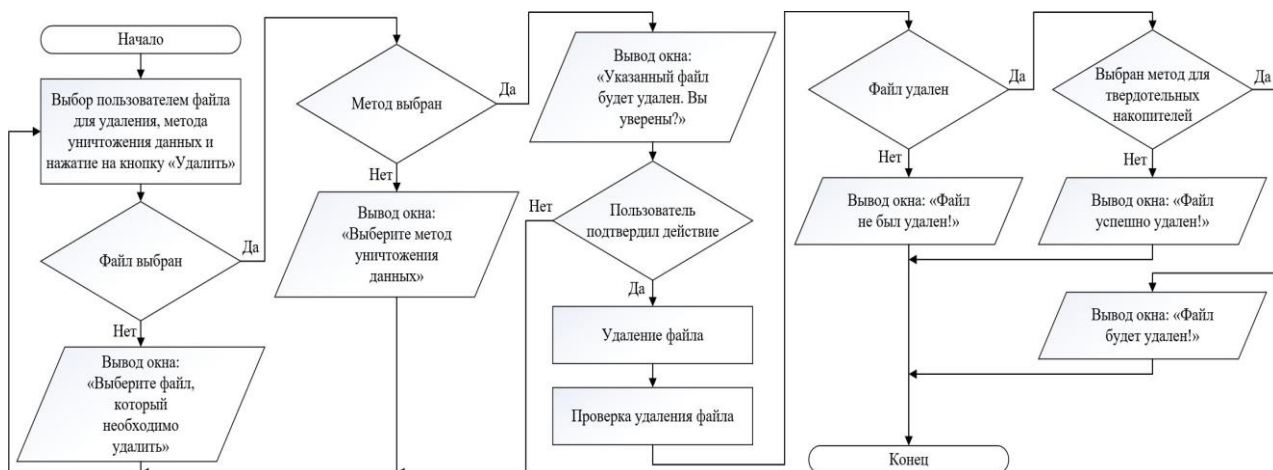 Начало
Выбор пользователем файла
для удаления, метода
уничтожения данных и
нажатие на кнопку «Удалить»
Файл выбран
Да
Нет
Вывод окна:
«Выберите файл,
который
необходимо
удалить»
Метод выбран
Да
Нет
Вывод окна:
«Выберите метод
уничтожения
данных»
Вывод окна:
«Указанный файл
будет удален. Вы
уверены?»
Нет
Пользователь
подтвердил действие
Да
Удаление файла
Проверка удаления файла
Файл удален
Да
Нет
Вывод окна: «Файл
не был удален!»
Выбран метод для
твердотельных
накопителей
Да
Нет
Вывод окна: «Файл
успешно удален!»
Вывод окна: «Файл
будет удален!»
Конец